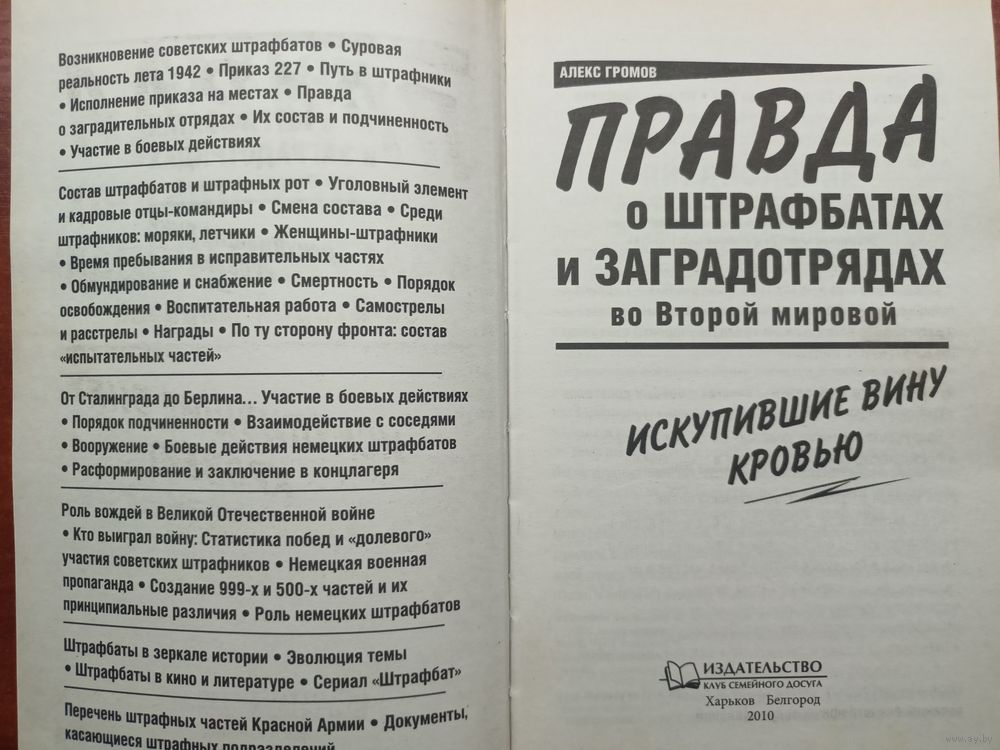 Возникновение советских штрафбатов • Суровая
реальность лета 1942 • Приказ 227 • Путь в штрафники
• Исполнение приказа на местах • Правда
о заградительных отрядах • Их состав и подчиненность
• Участие в боевых действиях
Состав штрафбатов и штрафных рот • Уголовный элемент
и кадровые отцы-командиры • Смена состава • Среди
штрафников: моряки, летчики • Женщины-штрафники
• Время пребывания в исправительных частях
• Обмундирование и снабжение • Смертность • Порядок
освобождения • Воспитательная работа • Самострелы
и расстрелы • Награды • По ту сторону фронта: состав
«испытательных частей»
От Сталинграда до Берлина... Участие в боевых действиях
• Порядок подчиненности • Взаимодействие с соседями
• Вооружение • Боевые действия немецких штрафбатов
• Расформирование и заключение в концлагеря
Роль вождей в Великой Отечественной войне
• Кто выиграл войну: Статистика побед и «долевого»
участия советских штрафников • Немецкая военная
пропаганда • Создание 999-х и 500-х частей и их
принципиальные различия • Роль немецких штрафбатов
Штрафбаты в зеркале истории • Эволюция темы
• Штрафбаты в кино и литературе • Сериал «Штрафбат»
Перечень штрафных частей Красной Армии • Документы,
касающиеся штрафных подразделений
АЛЕКС ГРОМОВ
ПРАВДА
о ШТРАФБАТАХ
и ЗАГРАДОТРЯДАХ
во Второй мировой
ИСКУПИВШИЕ ВИНУ
КРОВЬЮ
ИЗДАТЕЛЬСТВО
КЛУБ СЕМЕЙНОГО ДОСУГА
Харьков Белгород
2010
www.ay.by